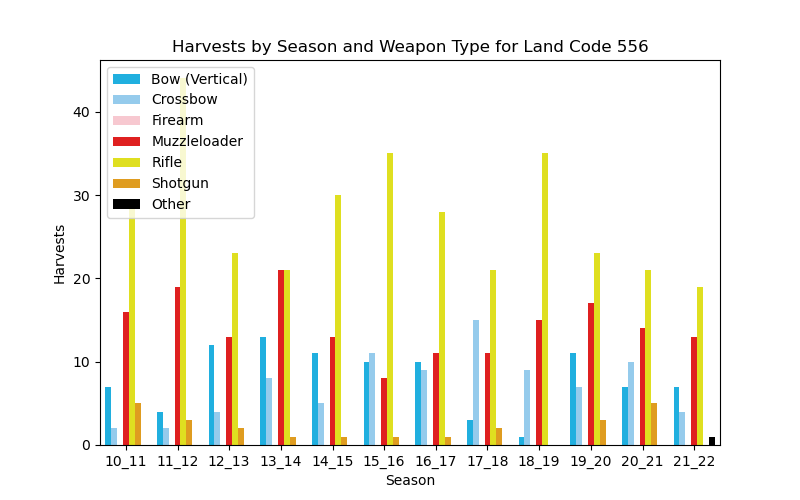 Harvests by Season and Weapon Type for Land Code 556
Bow (Vertical)
Crossbow
Firearm
Muzzleloader
Rifle
Shotgun
Other
40
30
20
10
0
Harvests
10_11 11_12 12_13 13_14 14_15 15_16 16_17 17_18 18_19 19_20 20_21 21_22
Season